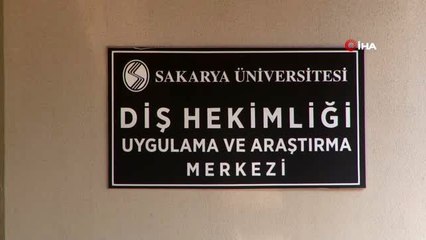 İHA
SAKARYA ÜNİVERSİTESİ
DİŞ HEKİMLİĞİ
UYGULAMA VE ARAŞTIRMA
MERKEZİ